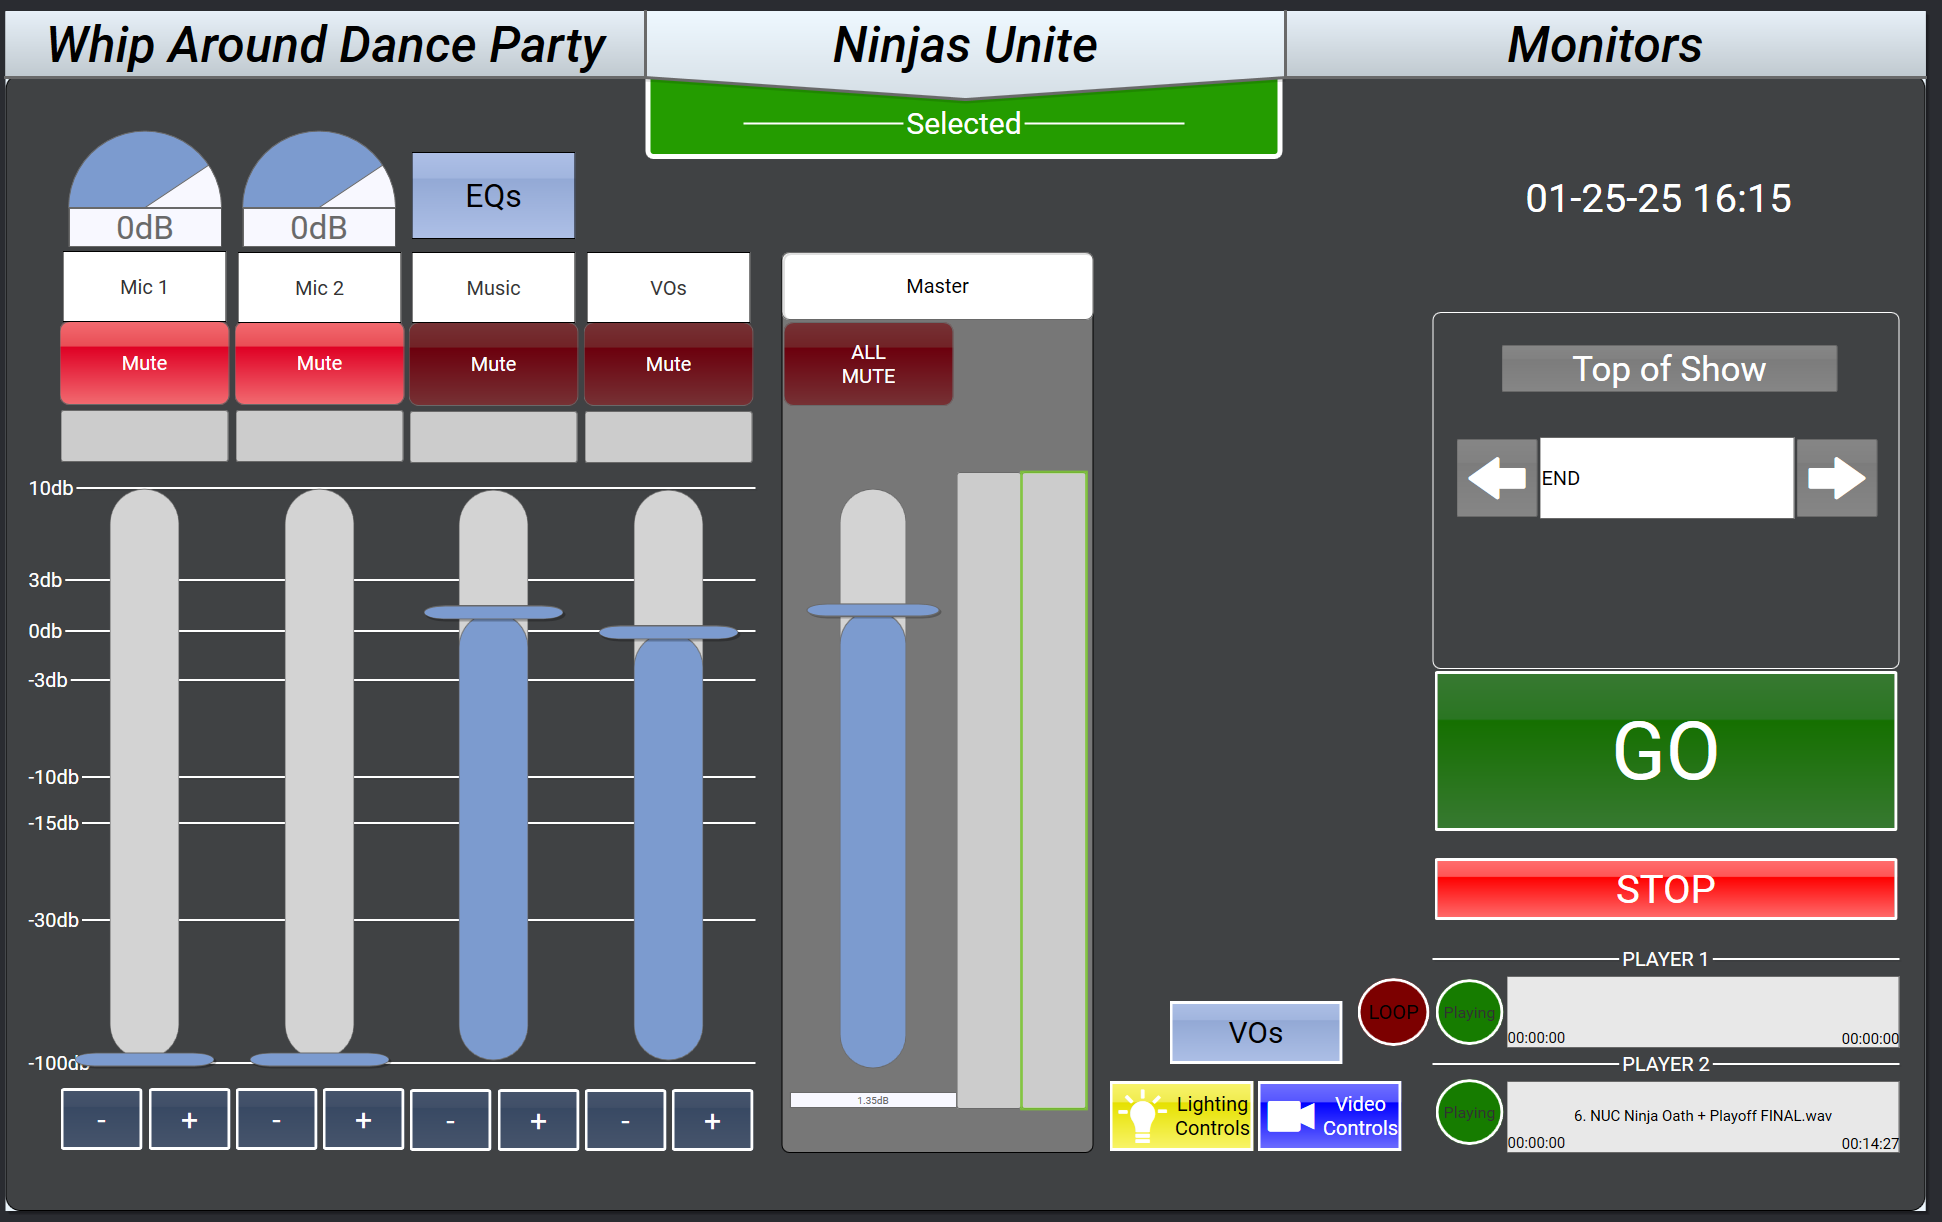 Whip Around Dance Party
Ninjas Unite
Monitors
Selected
01-25-25 16:15
0dB
0dB
EQs
Mic 1
Mic 2
Music
VOs
Master
Mute
Mute
Mute
Mute
ALL
MUTE
Top of Show
END
10db
3db
0db
-3db
-10db
-15db
-30db
-100db
GO
STOP
PLAYER 1
LOOP
Playing
00:00:00
00:00:00
VOs
PLAYER 2
Lighting
Controls
Video
Controls
Playing
6. NUC Ninja Oath + Playoff FINAL.wav
00:00:00
00:14:27
1.35dB
-
+
-
+
-
+
-
+